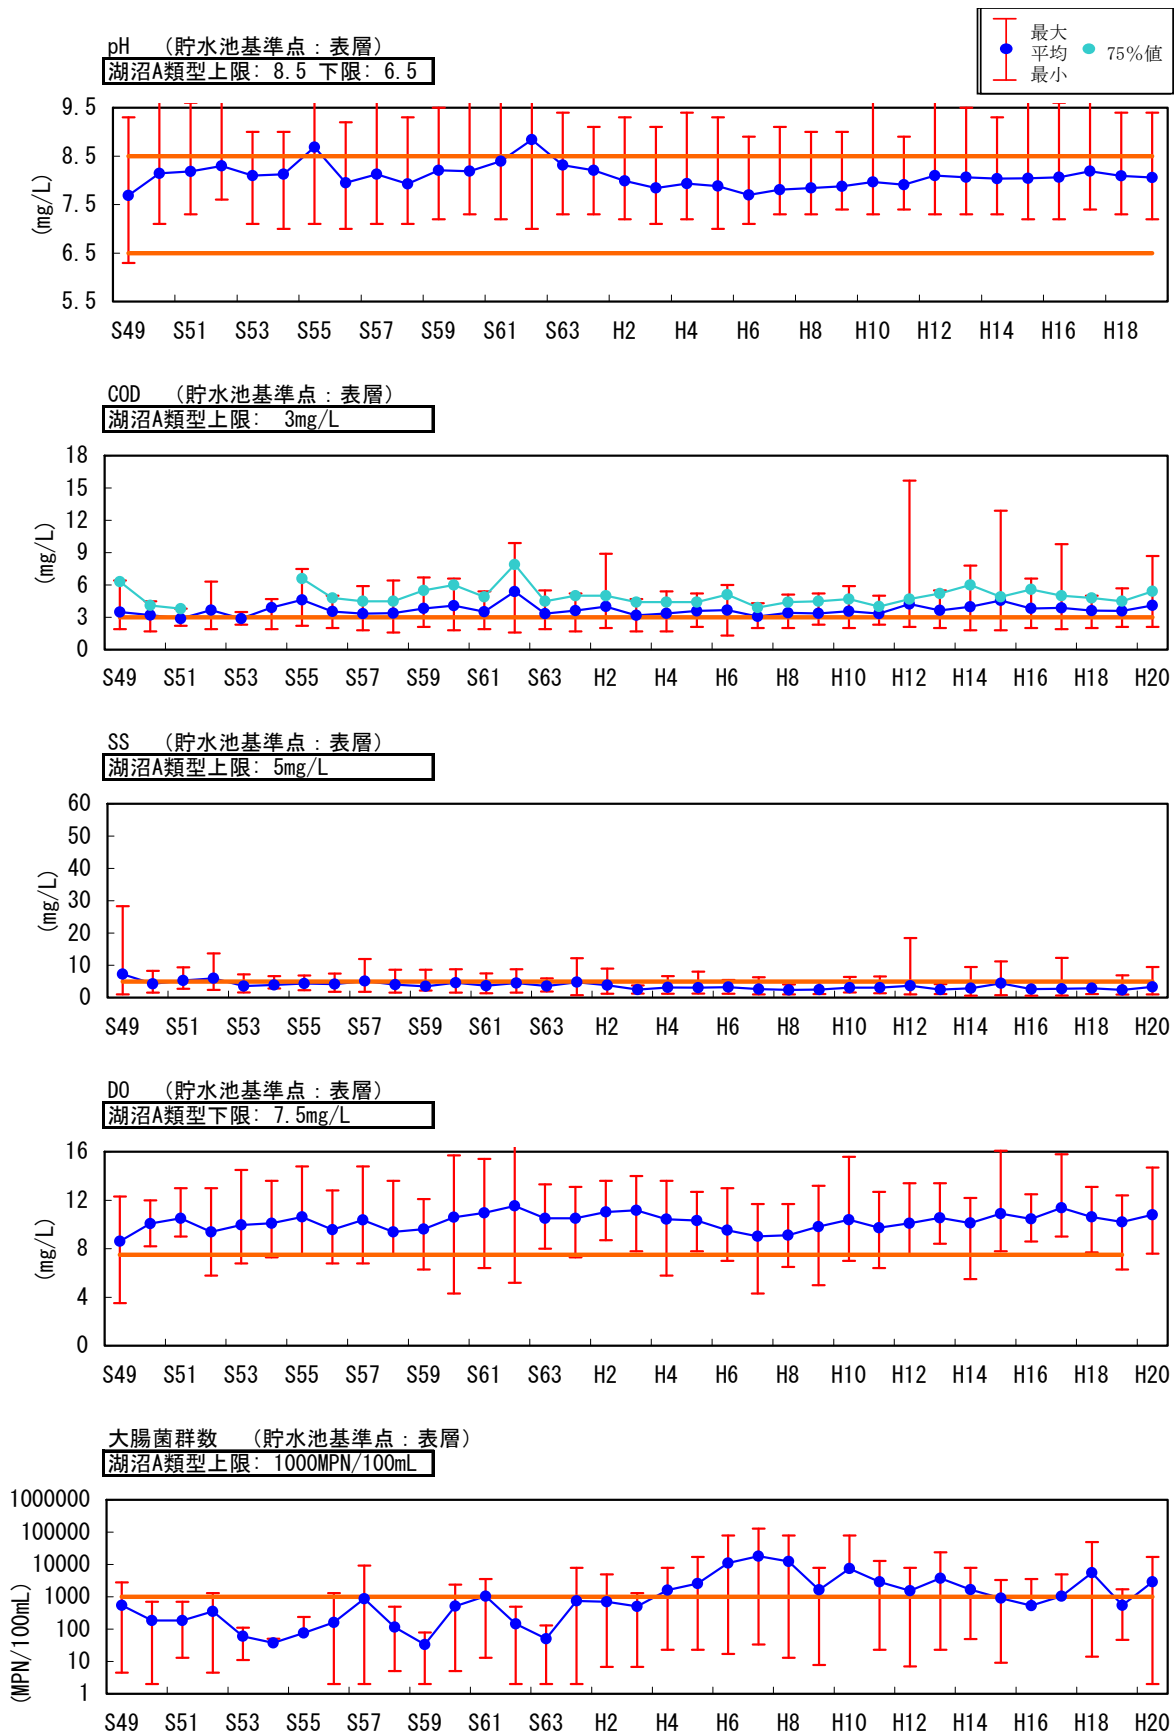 最大
平均 75%値
最小
pH （貯水池基準点：表層）
湖沼A類型上限: 8.5 下限: 6.5
(mg/L)
9.5
8.5
7.5
6.5
5.5
S49 S51 S53 S55 S57 S59 S61 S63 H2 H4 H6 H8 H10 H12 H14 H16 H18
COD （貯水池基準点：表層）
湖沼A類型上限: 3mg/L
(mg/L)
18
15
12
9
6
3
0
S49 S51 S53 S55 S57 S59 S61 S63 H2 H4 H6 H8 H10 H12 H14 H16 H18 H20
SS （貯水池基準点：表層）
湖沼A類型上限: 5mg/L
(mg/L)
60
50
40
30
20
10
0
S49 S51 S53 S55 S57 S59 S61 S63 H2 H4 H6 H8 H10 H12 H14 H16 H18 H20
DO （貯水池基準点：表層）
湖沼A類型下限: 7.5mg/L
(mg/L)
16
12
8
4
0
S49 S51 S53 S55 S57 S59 S61 S63 H2 H4 H6 H8 H10 H12 H14 H16 H18 H20
大腸菌群数 （貯水池基準点：表層）
湖沼A類型上限: 1000MPN/100mL
(MPN/100mL)
1000000
100000
10000
1000
100
10
1
S49 S51 S53 S55 S57 S59 S61 S63 H2 H4 H6 H8 H10 H12 H14 H16 H18 H20